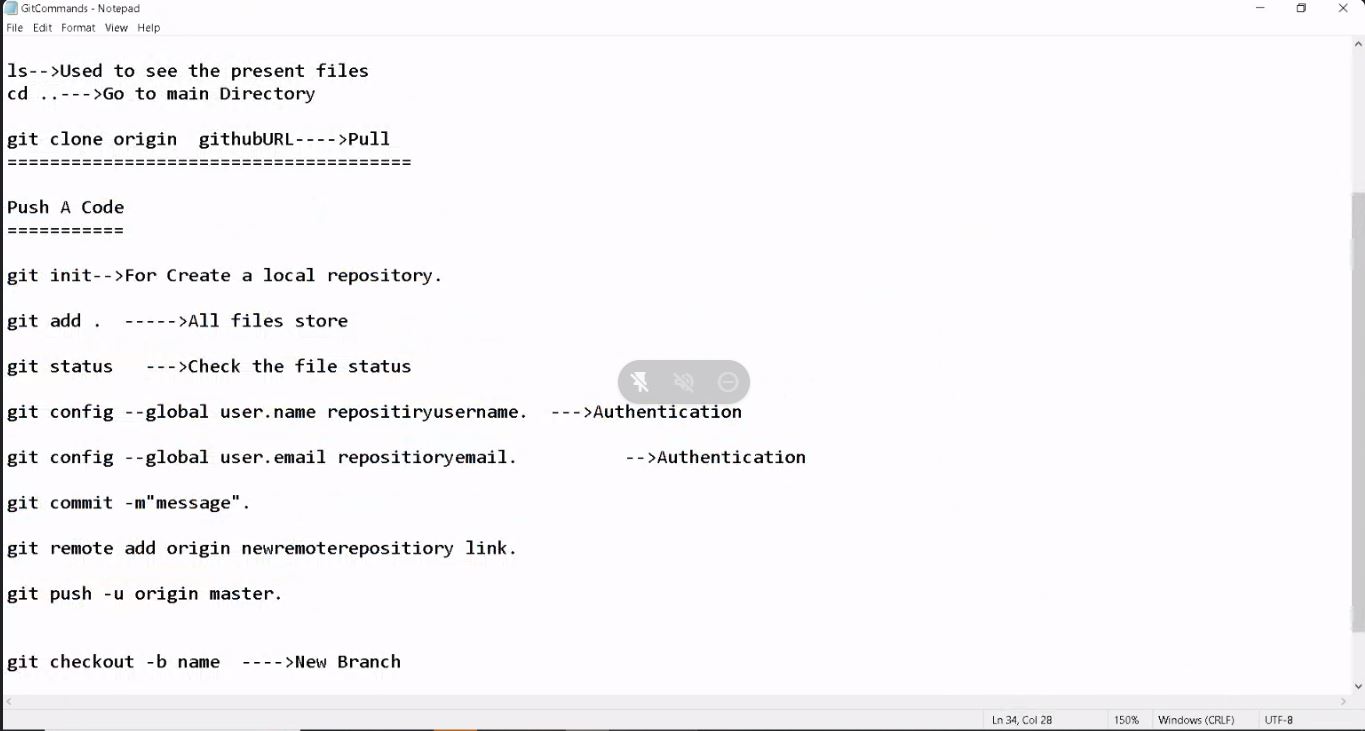 GitCommands - Notepad
File Edit Format View Help
ls-->Used to see the present files
cd ..--->Go to main Directory
git clone origin  githubURL---->Pull
======================================
Push A Code
===========
git init-->For Create a local repository.
git add .  ----->All files store
git status   --->Check the file status
git config --global user.name repositiryusername.  --->Authentication
git config --global user.email repositioryemail.          -->Authentication
git commit -m"message".
git remote add origin newremoterepositiory link.
git push -u origin master.
git checkout -b name  ---->New Branch
Ln 34, Col 28 150% Windows (CRLF) UTF-8